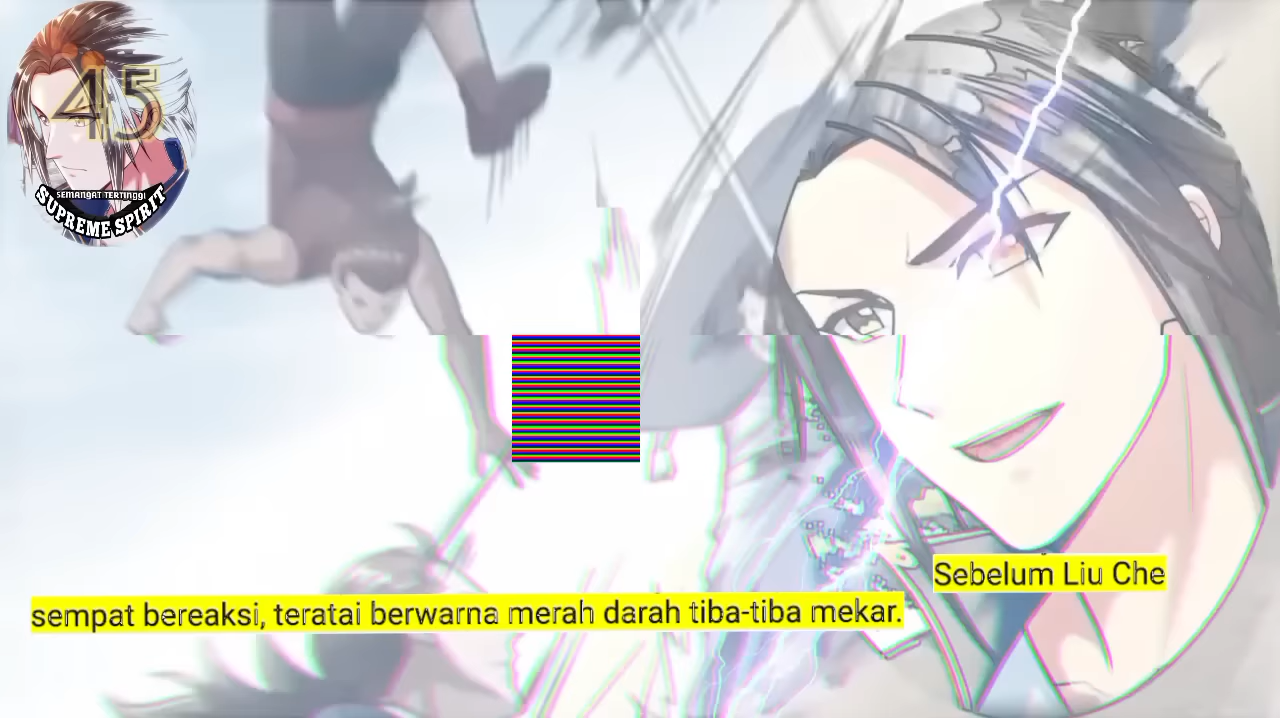 45
SEMANGAT TERTINGGI
SUPREME SPIRIT
Sebelum Liu Che
sempat bereaksi, teratai berwarna merah darah tiba-tiba mekar.